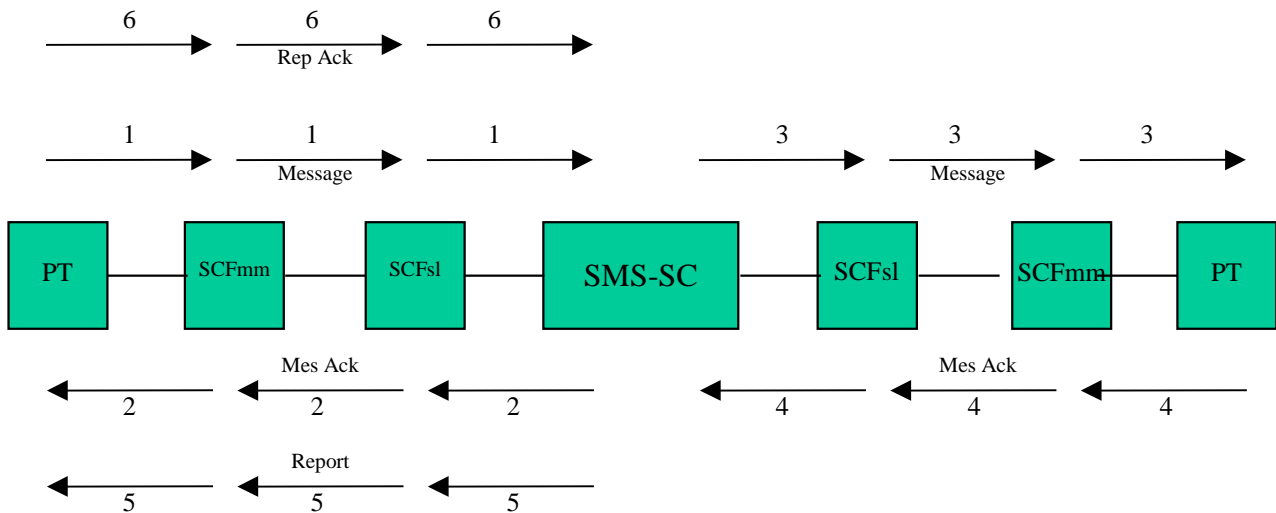 6 6 6
Rep Ack
1 1 1 3 3 3
Message Message
PT SCFmm SCFsl SMS-SC SCFsl SCFmm PT
Mes Ack Mes Ack
2 2 2 4 4 4
Report
5 5 5